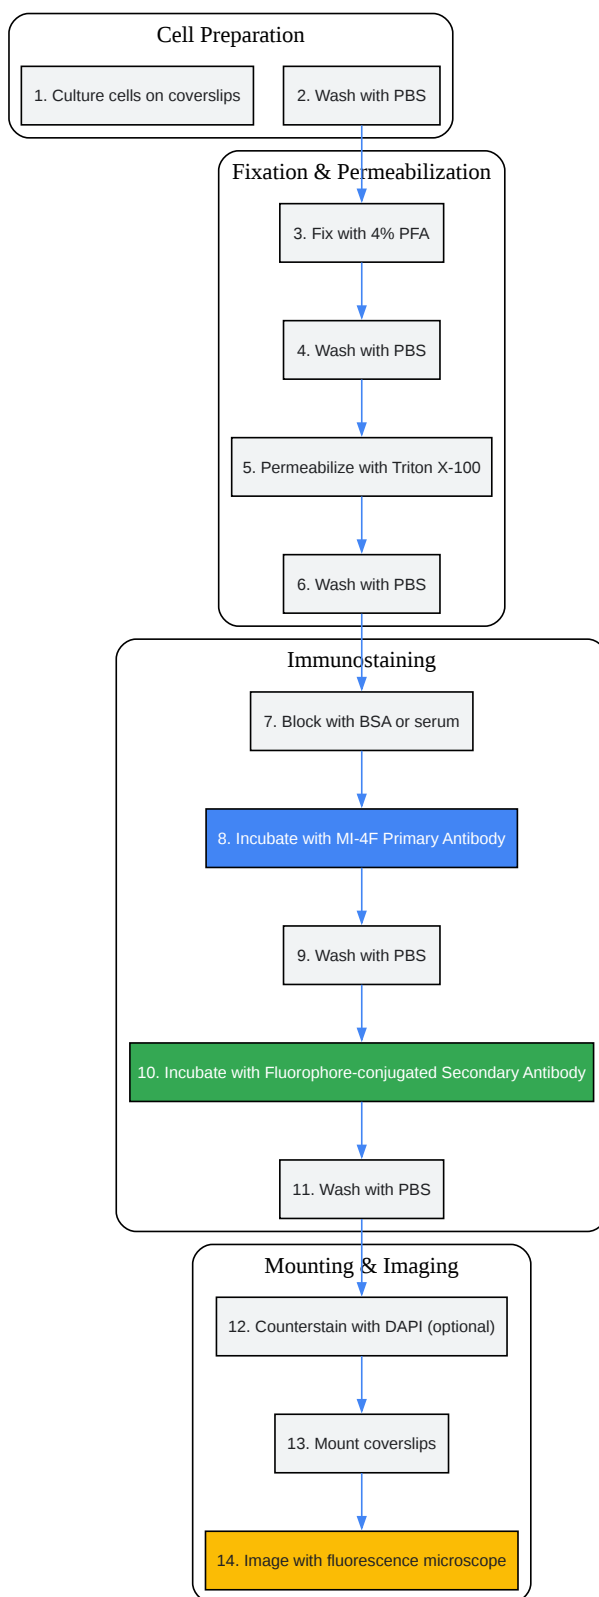 Cell Preparation
1. Culture cells on coverslips
2. Wash with PBS
Fixation & Permeabilization
3. Fix with 4% PFA
4. Wash with PBS
5. Permeabilize with Triton X-100
6. Wash with PBS
Immunostaining
7. Block with BSA or serum
8. Incubate with MI-4F Primary Antibody
9. Wash with PBS
10. Incubate with Fluorophore-conjugated Secondary Antibody
11. Wash with PBS
Mounting & Imaging
12. Counterstain with DAPI (optional)
13. Mount coverslips
14. Image with fluorescence microscope